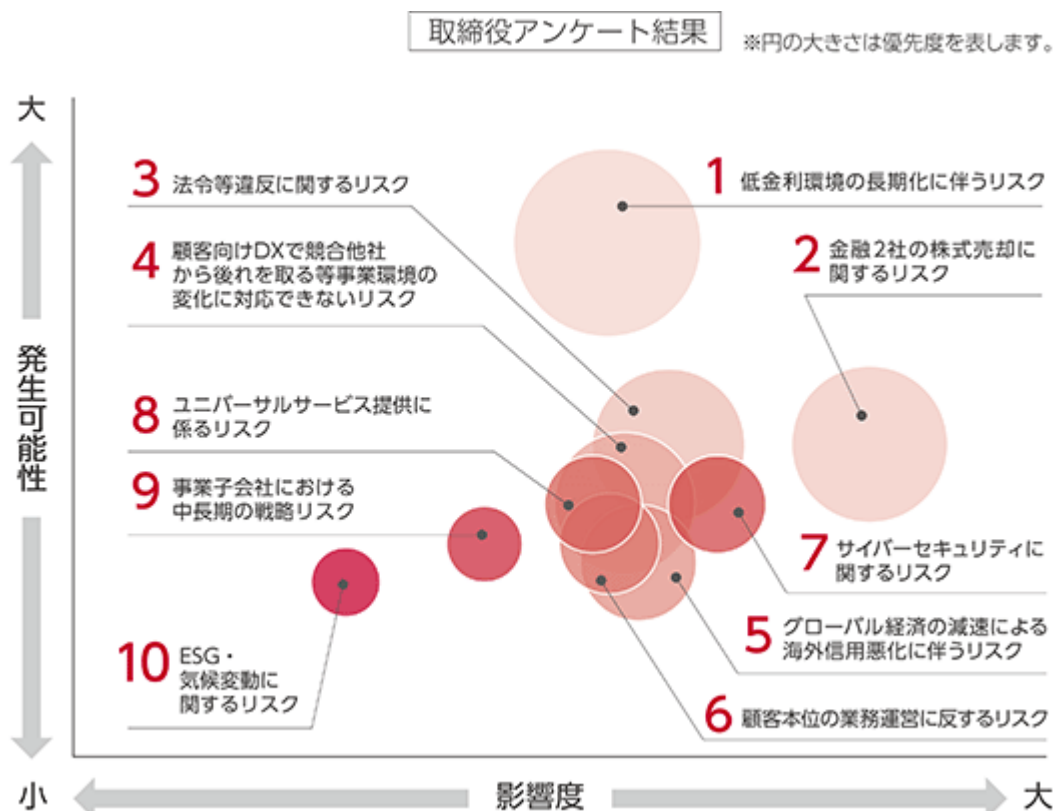 取締役アンケート結果
※円の大きさは優先度を表します。
大
発生可能性
小
影響度
大
1 低金利環境の長期化に伴うリスク
2 金融2社の株式売却に
関するリスク
3 法令等違反に関するリスク
4 顧客向けDXで競合他社
から後れを取る等事業環境の
変化に対応できないリスク
8 ユニバーサルサービス提供に
係るリスク
9 事業子会社における
中長期の戦略リスク
7 サイバーセキュリティに
関するリスク
5 グローバル経済の減速による
海外信用悪化に伴うリスク
10 ESG・
気候変動に
関するリスク
6 顧客本位の業務運営に反するリスク